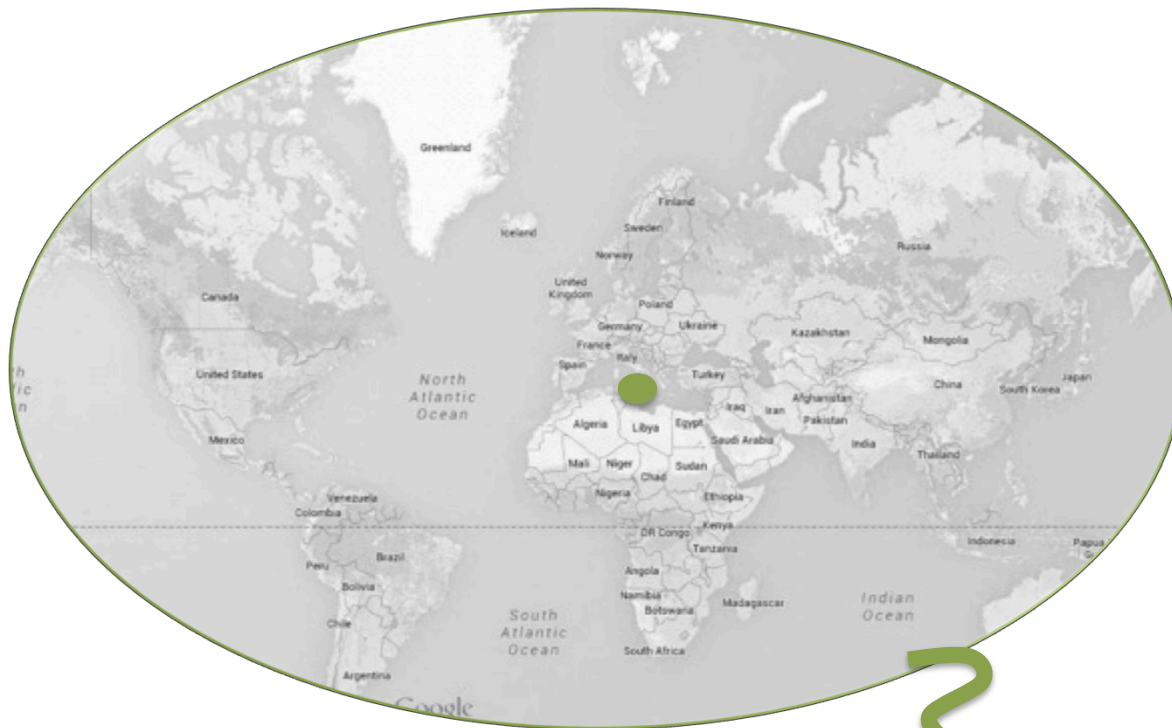 Greenland
Finland
Iceland
Sweden
Russia
Norway
United
Kingdom
Canada
Poland
Germany
Ukraine
Kazakhstan
France
Mongolia
Italy
Spain
United States
Turkey
China
North
Atlantic
Ocean
South Korea
Japan
Afghanistan
Iraq
Iran
Pakistan
Algeria
Libya
Egypt
Saudi Arabia
India
Mexico
Thailand
Mali
Niger
Chad
Sudan
Nigeria
Ethiopia
Venezuela
Colombia
Kenya
DR Congo
Indonesia
Papua
Tanzania
Brazil
Peru
Angola
Bolivia
Namibia
Botswana
Madagascar
Indian
Ocean
South
Atlantic
Ocean
Chile
South Africa
Argentina
Google